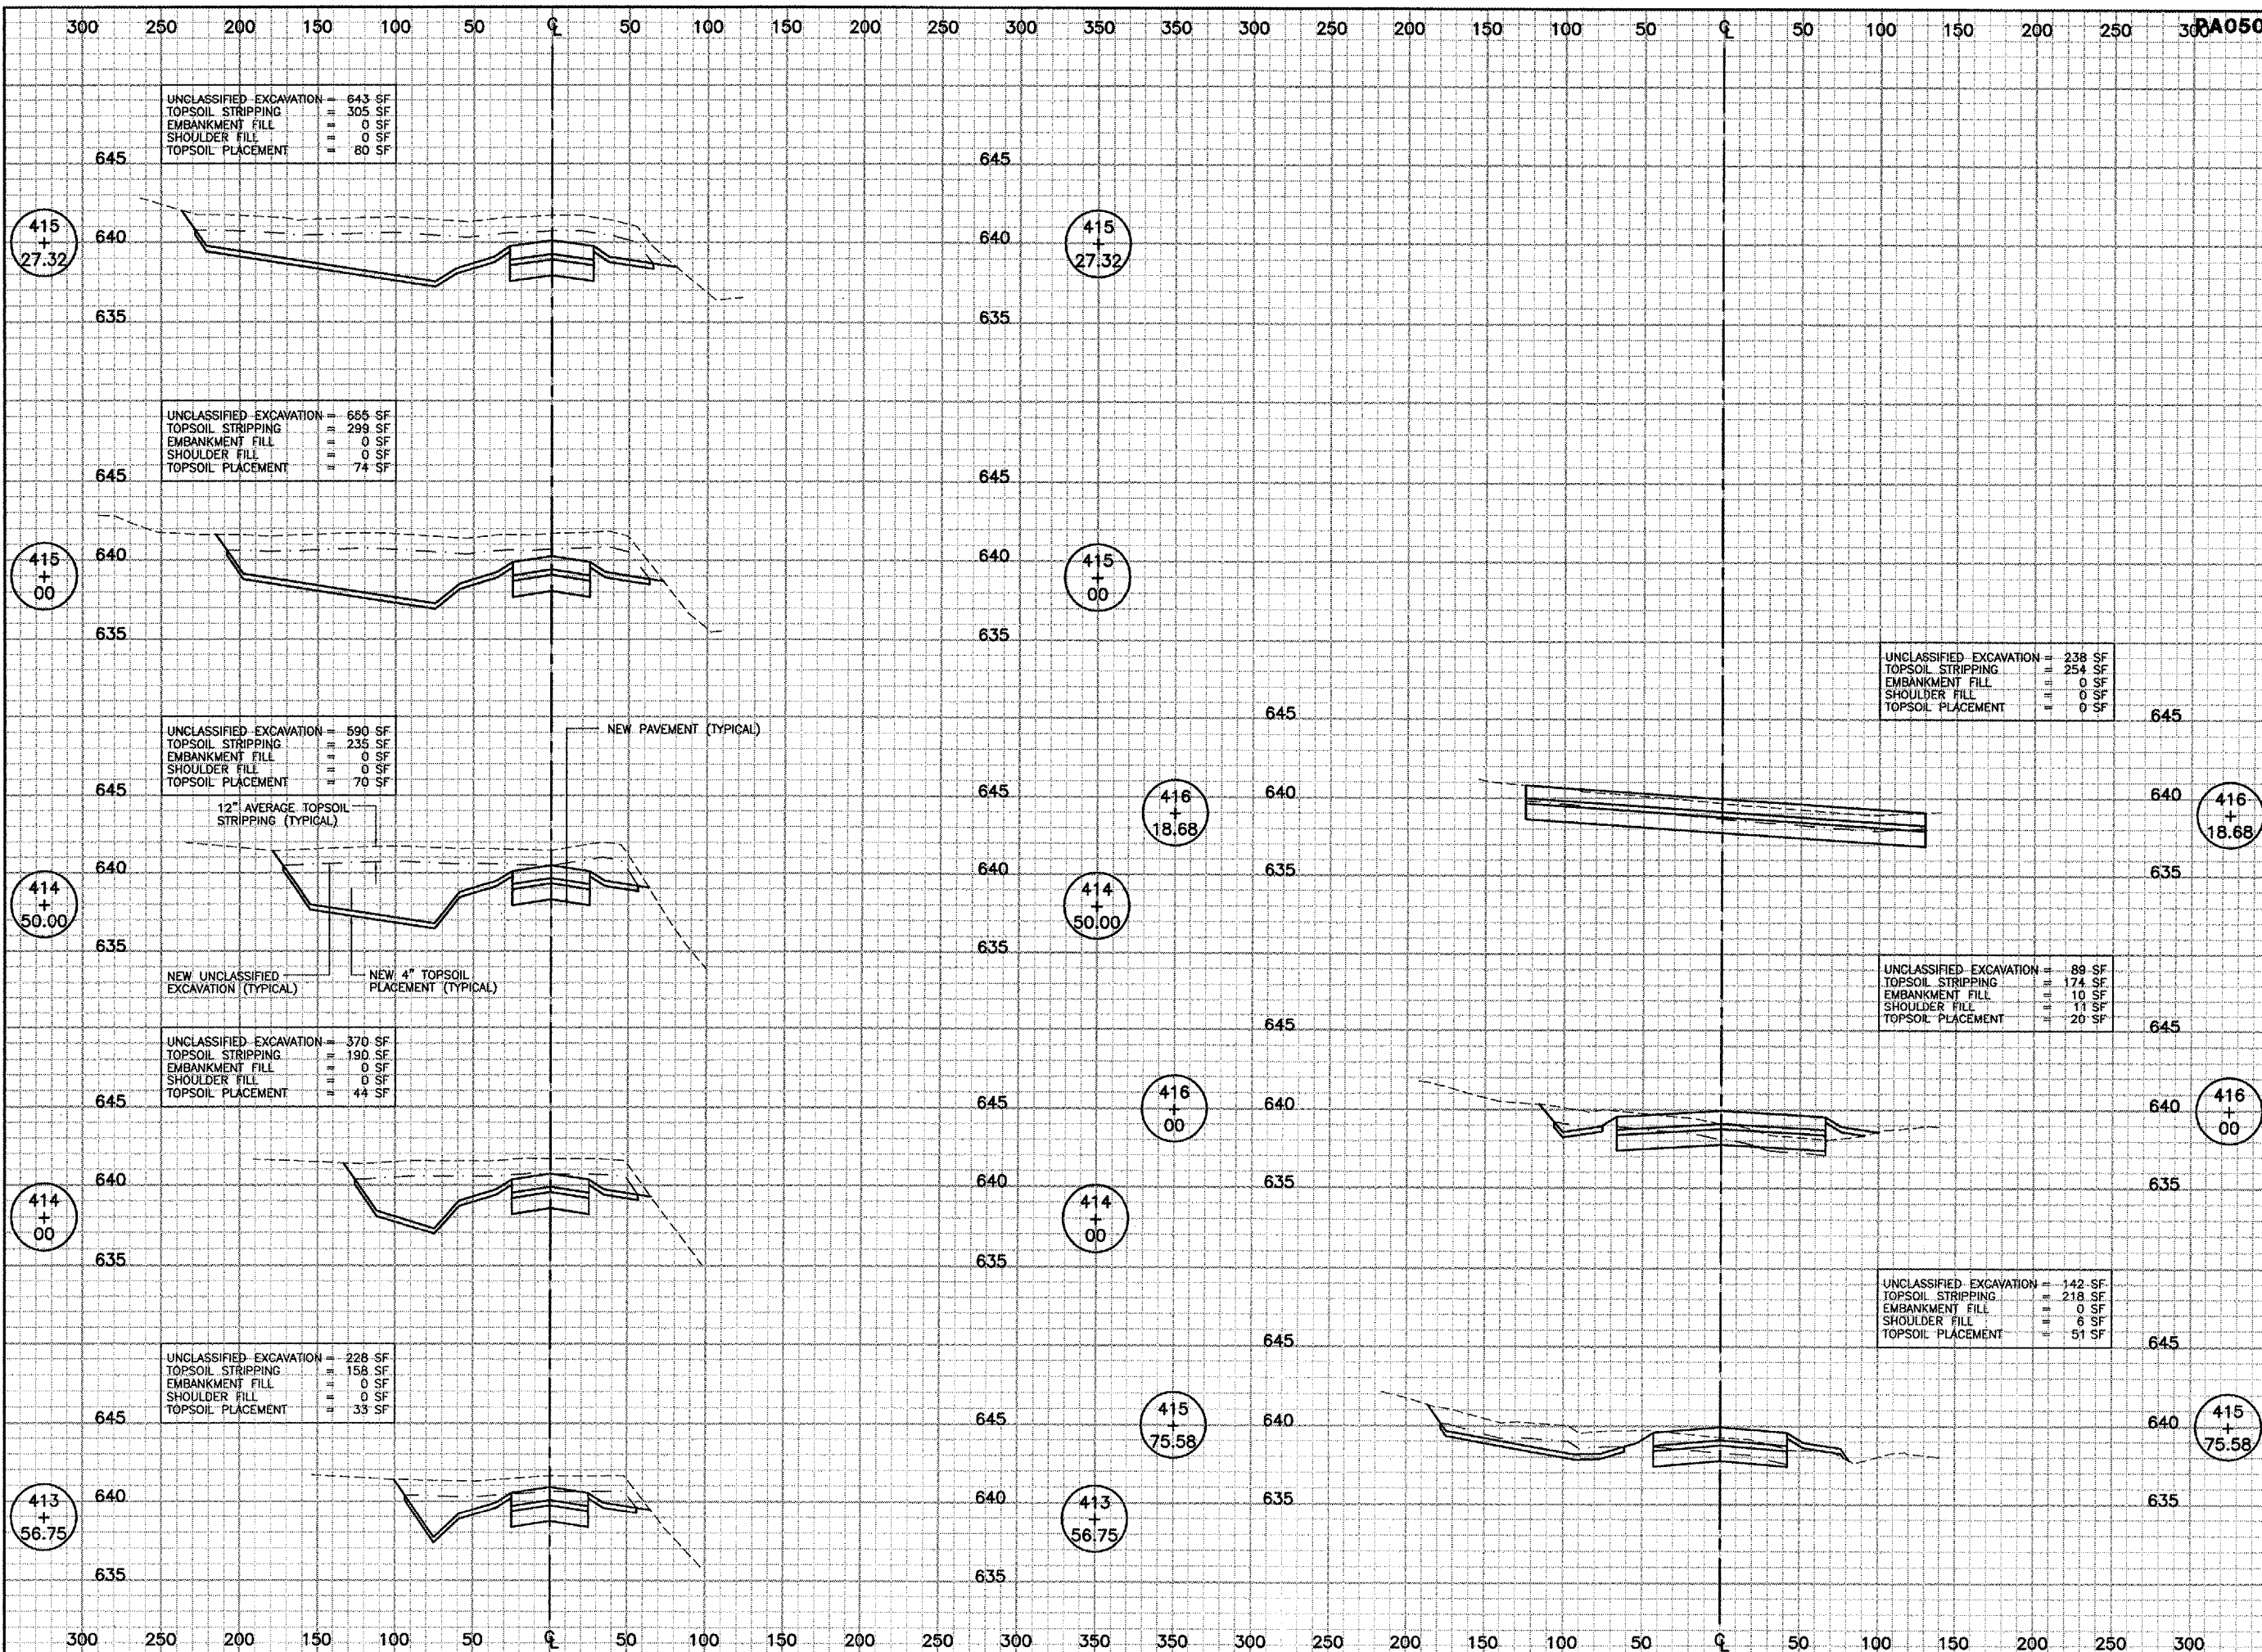 300 250 200 150 100 50 ℄ 50 100 150 200 250 300 350 350 300 250 200 150 100 50 ℄ 50 100 150 200 250 300
PA050
UNCLASSIFIED EXCAVATION = 643 SF
TOPSOIL STRIPPING = 305 SF
EMBANKMENT FILL = 0 SF
SHOULDER FILL = 0 SF
TOPSOIL PLACEMENT = 80 SF
645 645
415 + 27.32
640 640
415 + 27.32
635 635
UNCLASSIFIED EXCAVATION = 655 SF
TOPSOIL STRIPPING = 299 SF
EMBANKMENT FILL = 0 SF
SHOULDER FILL = 0 SF
TOPSOIL PLACEMENT = 74 SF
645 645
415 + 00
640 640
415 + 00
635 635
UNCLASSIFIED EXCAVATION = 590 SF
TOPSOIL STRIPPING = 235 SF
EMBANKMENT FILL = 0 SF
SHOULDER FILL = 0 SF
TOPSOIL PLACEMENT = 70 SF
NEW PAVEMENT (TYPICAL)
645 645
12" AVERAGE TOPSOIL
STRIPPING (TYPICAL)
414 + 50.00
640 640
414 + 50.00
635 635
NEW UNCLASSIFIED
EXCAVATION (TYPICAL)
NEW 4" TOPSOIL
PLACEMENT (TYPICAL)
UNCLASSIFIED EXCAVATION = 370 SF
TOPSOIL STRIPPING = 190 SF
EMBANKMENT FILL = 0 SF
SHOULDER FILL = 0 SF
TOPSOIL PLACEMENT = 44 SF
645 645
414 + 00
640 640
414 + 00
635 635
UNCLASSIFIED EXCAVATION = 228 SF
TOPSOIL STRIPPING = 158 SF
EMBANKMENT FILL = 0 SF
SHOULDER FILL = 0 SF
TOPSOIL PLACEMENT = 33 SF
645 645
413 + 56.75
640 640
413 + 56.75
635 635
UNCLASSIFIED EXCAVATION = 238 SF
TOPSOIL STRIPPING = 254 SF
EMBANKMENT FILL = 0 SF
SHOULDER FILL = 0 SF
TOPSOIL PLACEMENT = 0 SF
645 645
416 + 18.68
640 640
416 + 18.68
635 635
UNCLASSIFIED EXCAVATION = 89 SF
TOPSOIL STRIPPING = 174 SF
EMBANKMENT FILL = 10 SF
SHOULDER FILL = 11 SF
TOPSOIL PLACEMENT = 20 SF
645 645
416 + 00
640 640
416 + 00
635 635
UNCLASSIFIED EXCAVATION = 142 SF
TOPSOIL STRIPPING = 218 SF
EMBANKMENT FILL = 0 SF
SHOULDER FILL = 6 SF
TOPSOIL PLACEMENT = 51 SF
645 645
415 + 75.58
640 640
415 + 75.58
635 635
300 250 200 150 100 50 ℄ 50 100 150 200 250 300 350 350 300 250 200 150 100 50 ℄ 50 100 150 200 250 300